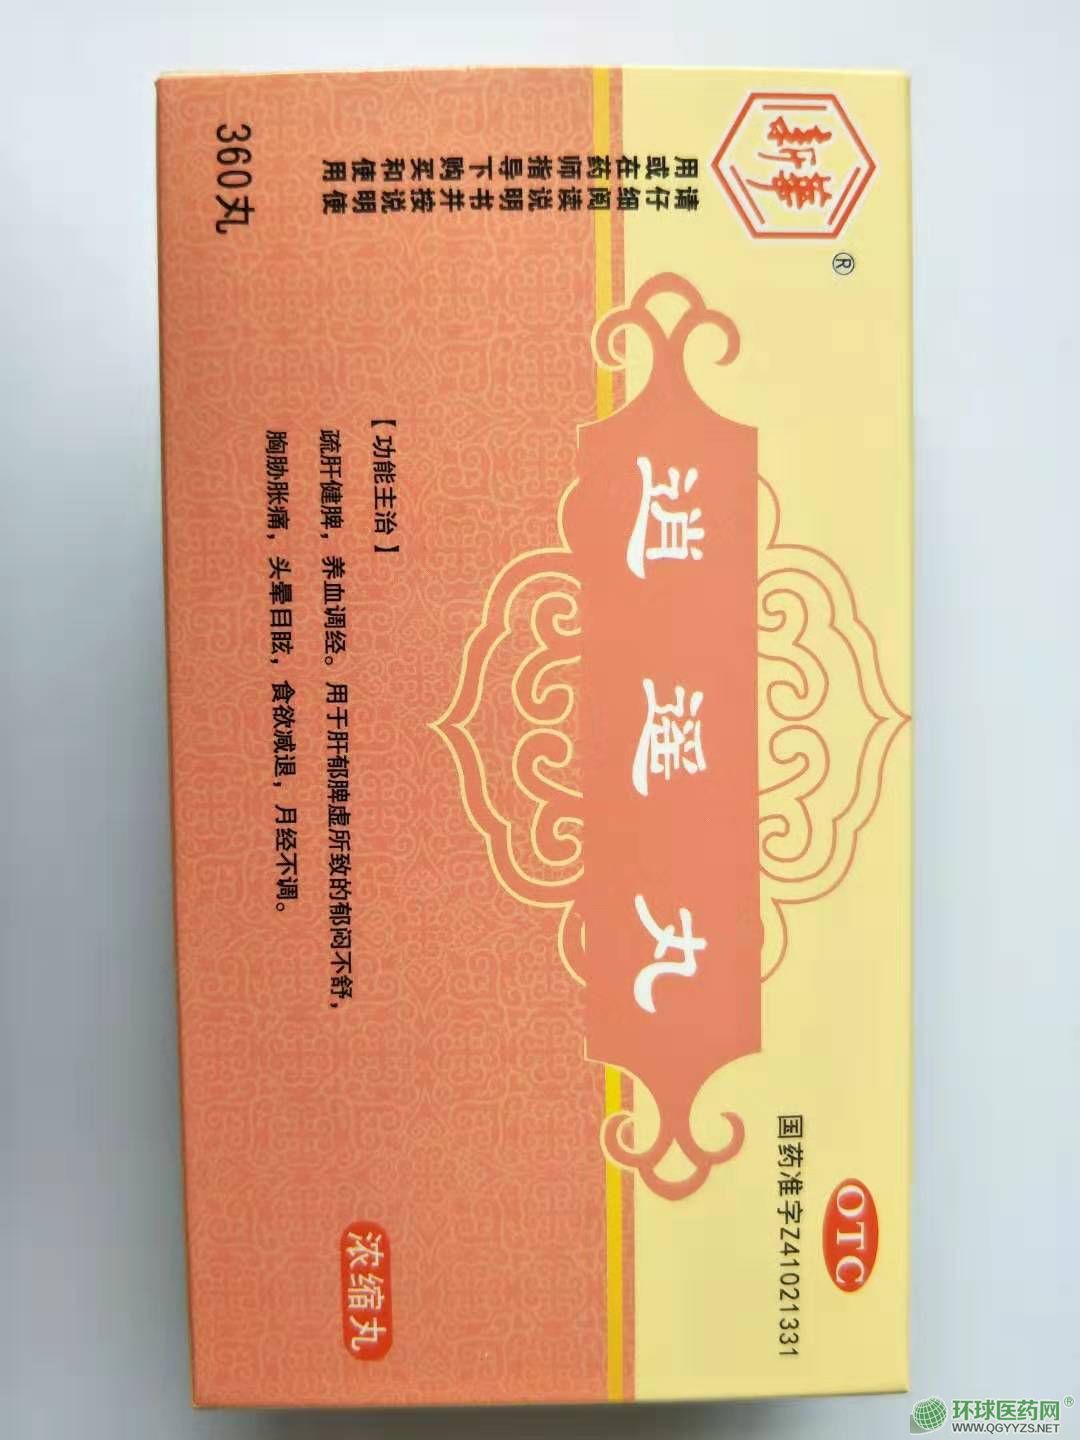 新华
®
请仔细阅读说明书并按说明使
用或在药师指导下购买和使用
360丸
逍遥丸
国药准字Z41021331
OTC
【功能主治】
疏肝健脾，养血调经。用于肝郁脾虚所致的郁闷不舒，
胸胁胀痛，头晕目眩，食欲减退，月经不调。
浓缩丸
环球医药网®
WWW.QGYYZS.NET